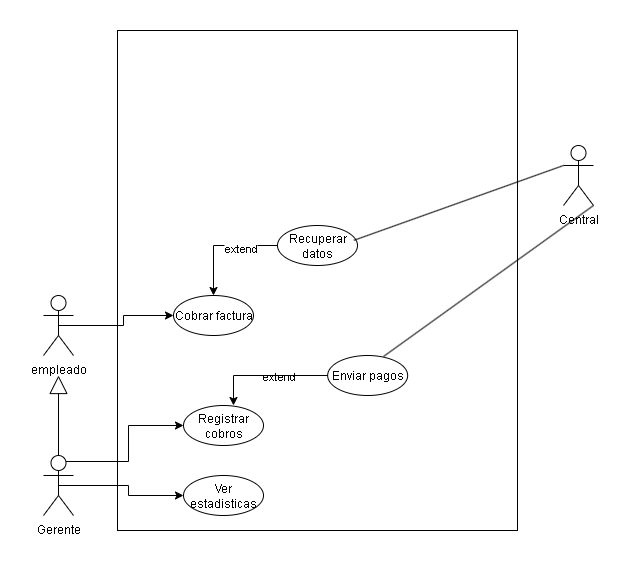 Central
Recuperar
datos
extend
Cobrar factura
empleado
extend
Enviar pagos
Registrar
cobros
Ver
estadisticas
Gerente